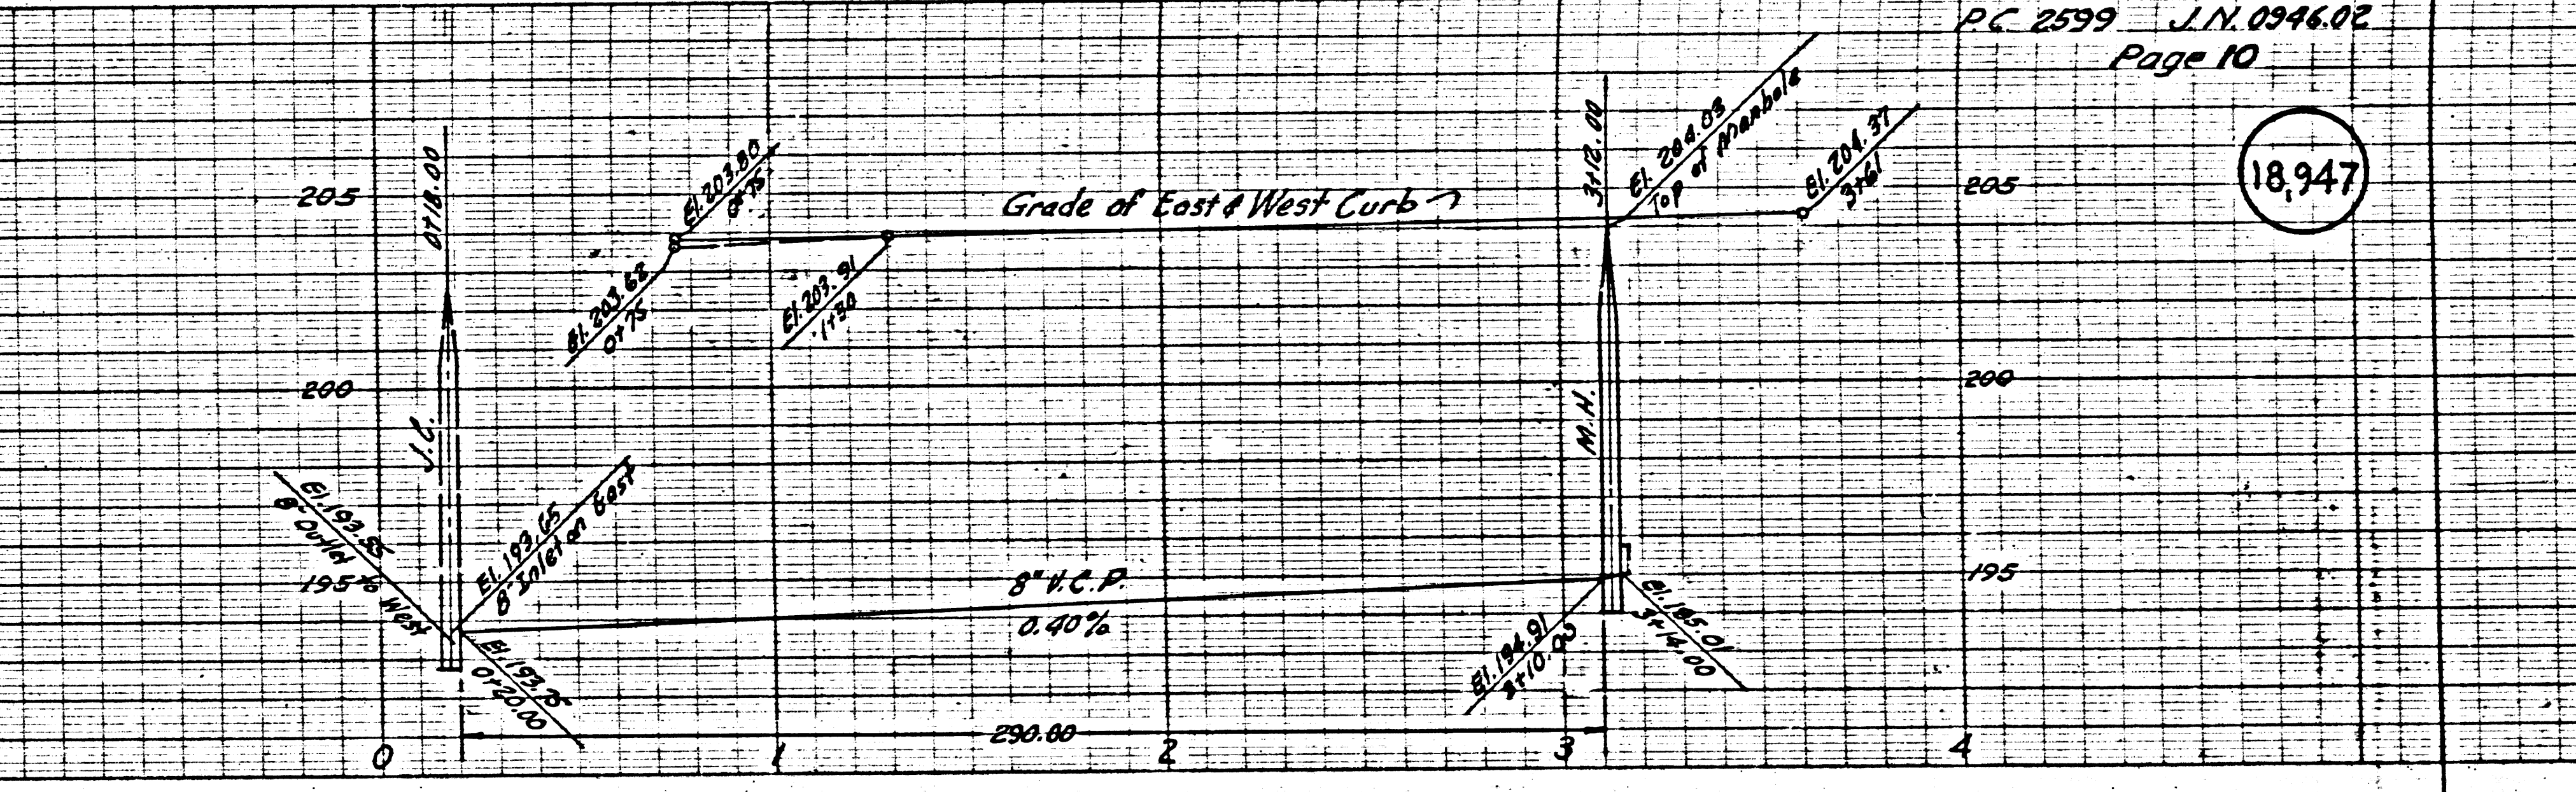 P.C 2599 J.N. 0946.02
Page 10
18,947
205
0+18.00
El. 203.80
0+75
Grade of East & West Curb
3+12.00
El. 204.03
Top of Manhole
El. 204.37
3+61
205
El. 203.62
0+75
El. 203.91
1+30
200
J.C.
M.H.
200
El. 193.55
8" Outlet
to West
195
El. 193.65
8" Inlet on East
8" V.C.P.
0.40%
195
El. 193.75
0+20.00
El. 194.91
3+10.00
El. 195.01
3+14.00
290.00
0
1
2
3
4